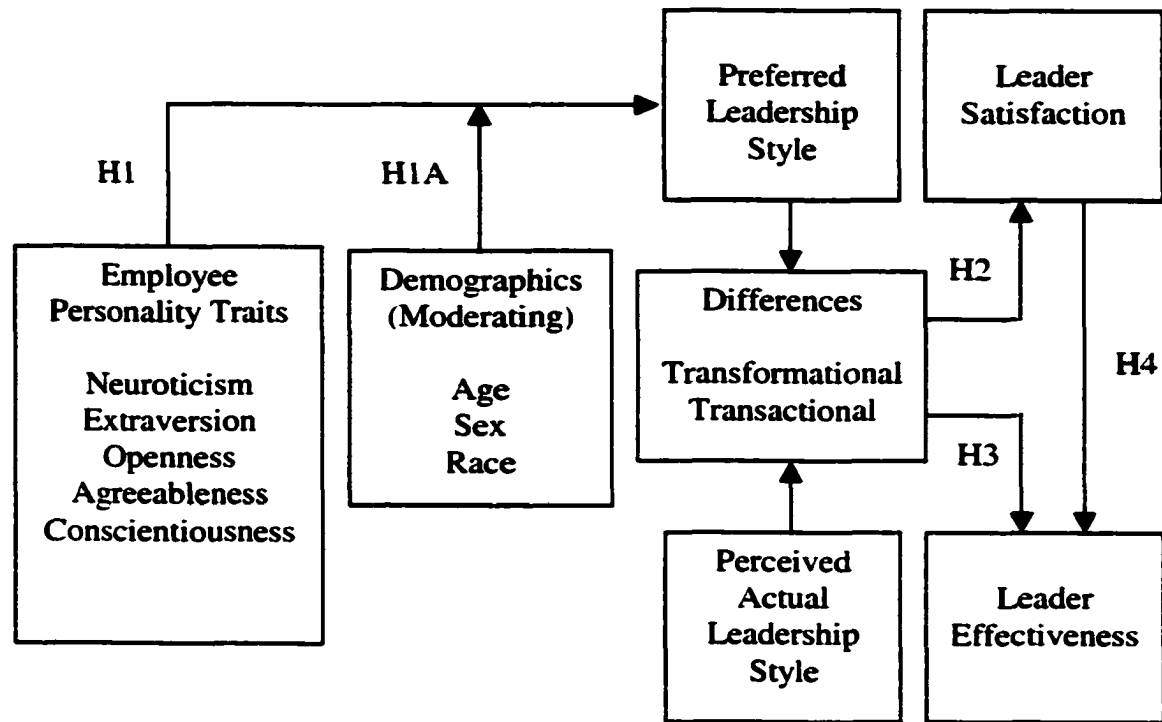 Preferred
Leadership
Style
Leader
Satisfaction
H1
H1A
Employee
Personality Traits
Neuroticism
Extraversion
Openness
Agreeableness
Conscientiousness
Demographics
(Moderating)
Age
Sex
Race
Differences
Transformational
Transactional
H2
H3
H4
Perceived
Actual
Leadership
Style
Leader
Effectiveness